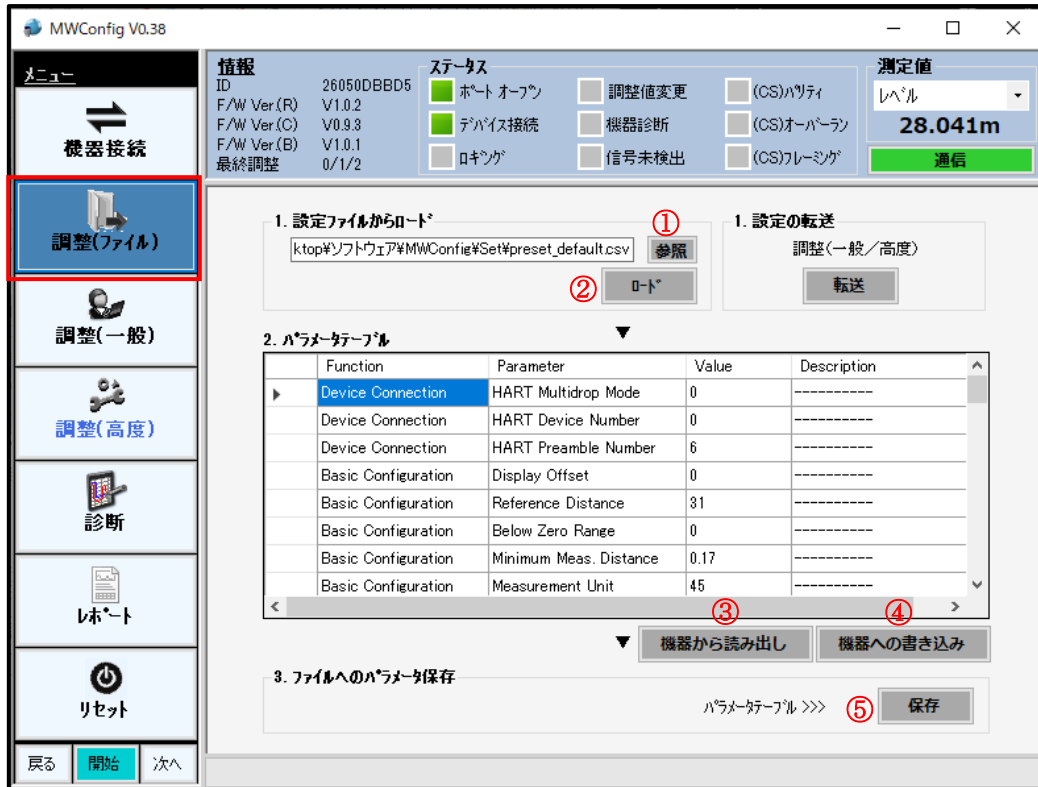 MWConfig V0.38
メニュー
機器接続
調整(ファイル)
調整(一般)
調整(高度)
診断
レポート
リセット
戻る 開始 次へ
情報
ID 26050DBBD5
F/W Ver.(R) V1.0.2
F/W Ver.(C) V0.9.3
F/W Ver.(B) V1.0.1
最終調整 0/1/2
ステータス
ポート オープン 調整値変更 (CS)パリティ
デバイス接続 機器診断 (CS)オーバーラン
ロギング 信号未検出 (CS)フレーミング
測定値
レベル
28.041m
通信
1. 設定ファイルからロード
①
ktop¥ソフトウェア¥MWConfig¥Set¥preset_default.csv 参照
② ロード
1. 設定の転送
調整(一般/高度)
転送
▼
2. パラメータテーブル
Function Parameter Value Description
Device Connection HART Multidrop Mode 0 ----------
Device Connection HART Device Number 0 ----------
Device Connection HART Preamble Number 6 ----------
Basic Configuration Display Offset 0 ----------
Basic Configuration Reference Distance 31 ----------
Basic Configuration Below Zero Range 0 ----------
Basic Configuration Minimum Meas. Distance 0.17 ----------
Basic Configuration Measurement Unit 45 ----------
③ ④
▼ 機器から読み出し 機器への書き込み
3. ファイルへのパラメータ保存
パラメータテーブル >>> ⑤ 保存